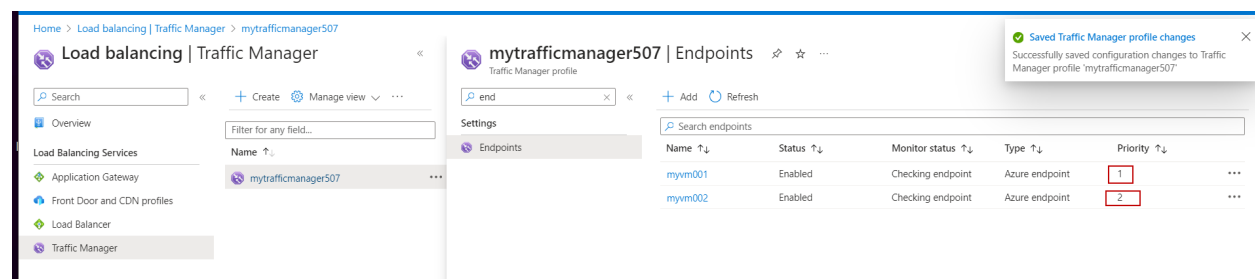 Home > Load balancing | Traffic Manager > mytrafficmanager507
Load balancing | Traffic Manager
«
Search
«
Overview
Load Balancing Services
Application Gateway
Front Door and CDN profiles
Load Balancer
Traffic Manager
+ Create Manage view ...
Filter for any field...
Name ↑↓
mytrafficmanager507 ...
mytrafficmanager507 | Endpoints ...
Traffic Manager profile
end × «
Settings
Endpoints
+ Add Refresh
Search endpoints
Name ↑↓ Status ↑↓ Monitor status ↑↓ Type ↑↓ Priority ↑↓
myvm001 Enabled Checking endpoint Azure endpoint 1 ...
myvm002 Enabled Checking endpoint Azure endpoint 2 ...
Saved Traffic Manager profile changes ×
Successfully saved configuration changes to Traffic
Manager profile 'mytrafficmanager507'